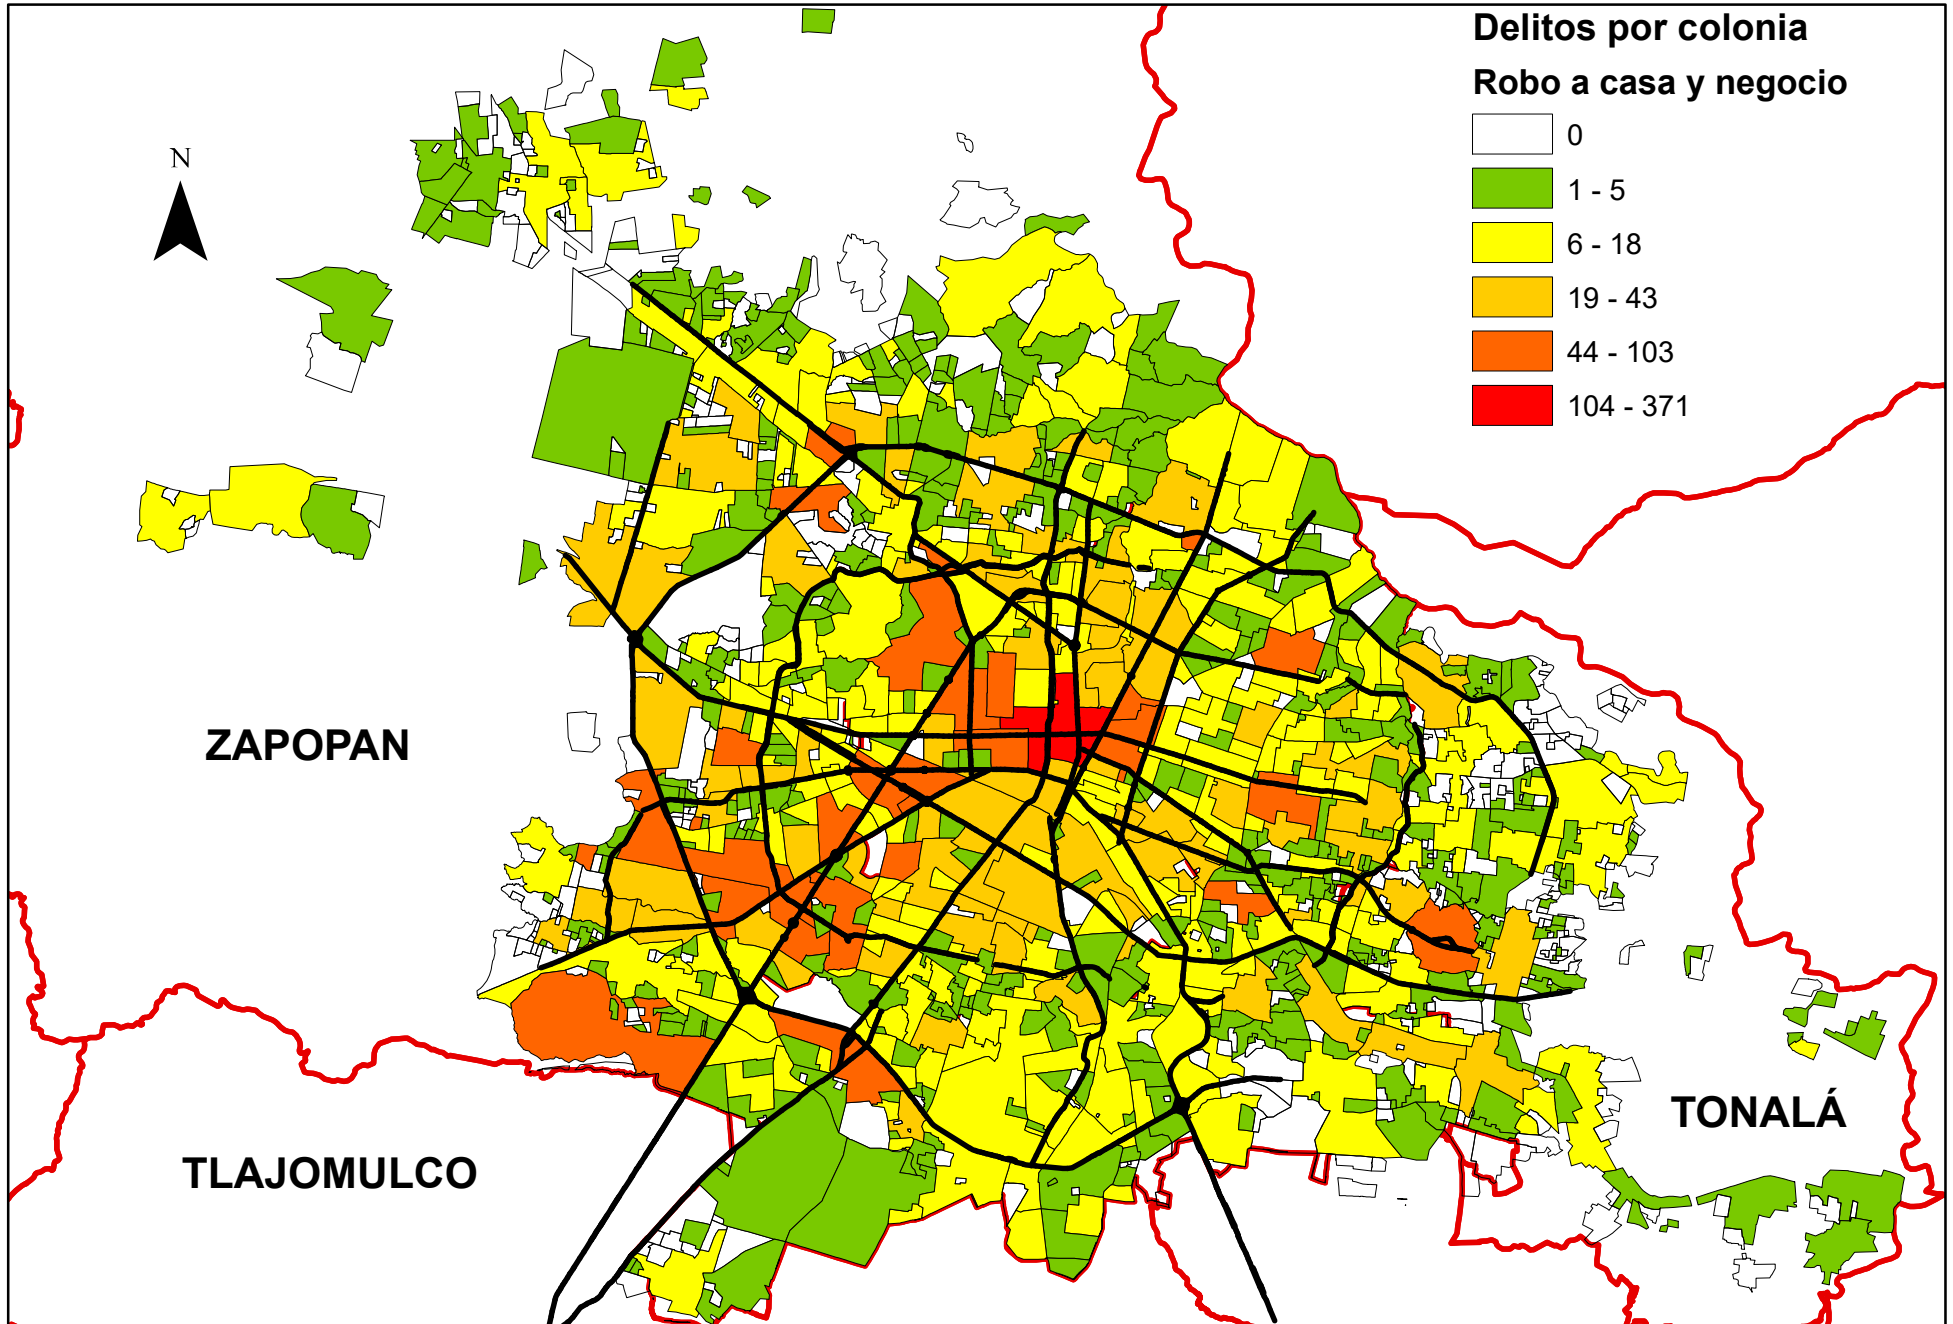 Delitos por colonia
Robo a casa y negocio
0
1 - 5
6 - 18
19 - 43
44 - 103
104 - 371
N
ZAPOPAN
TLAJOMULCO
TONALÁ